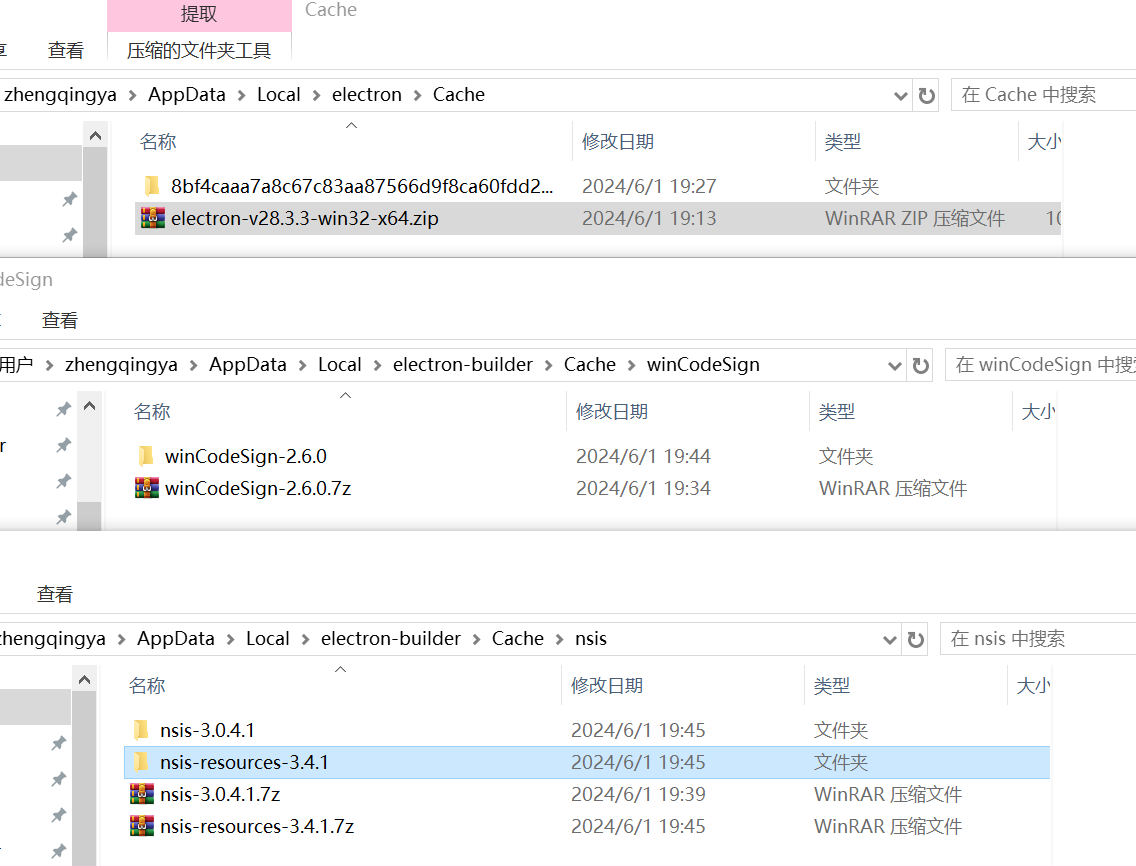 提取 Cache
查看 压缩的文件夹工具
zhengqingya > AppData > Local > electron > Cache 在 Cache 中搜索
名称 修改日期 类型 大小
8bf4caaa7a8c67c83aa87566d9f8ca60fdd2... 2024/6/1 19:27 文件夹
electron-v28.3.3-win32-x64.zip 2024/6/1 19:13 WinRAR ZIP 压缩文件 10
deSign
查看
用户 > zhengqingya > AppData > Local > electron-builder > Cache > winCodeSign 在 winCodeSign 中搜索
名称 修改日期 类型 大小
winCodeSign-2.6.0 2024/6/1 19:44 文件夹
winCodeSign-2.6.0.7z 2024/6/1 19:34 WinRAR 压缩文件
查看
zhengqingya > AppData > Local > electron-builder > Cache > nsis 在 nsis 中搜索
名称 修改日期 类型 大小
nsis-3.0.4.1 2024/6/1 19:45 文件夹
nsis-resources-3.4.1 2024/6/1 19:45 文件夹
nsis-3.0.4.1.7z 2024/6/1 19:39 WinRAR 压缩文件
nsis-resources-3.4.1.7z 2024/6/1 19:45 WinRAR 压缩文件